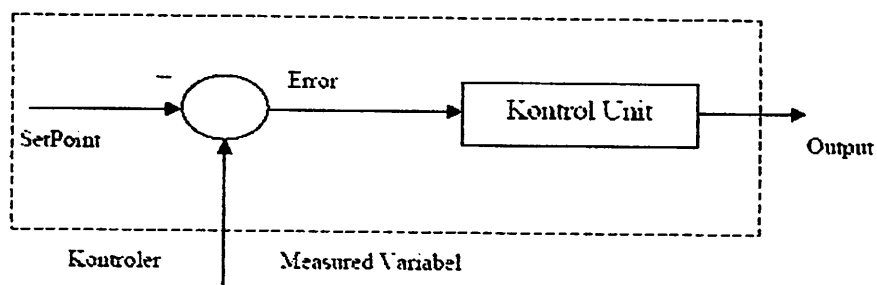 −
Error
Kontrol Unit
SetPoint
Output
Kontroler
Measured Variabel